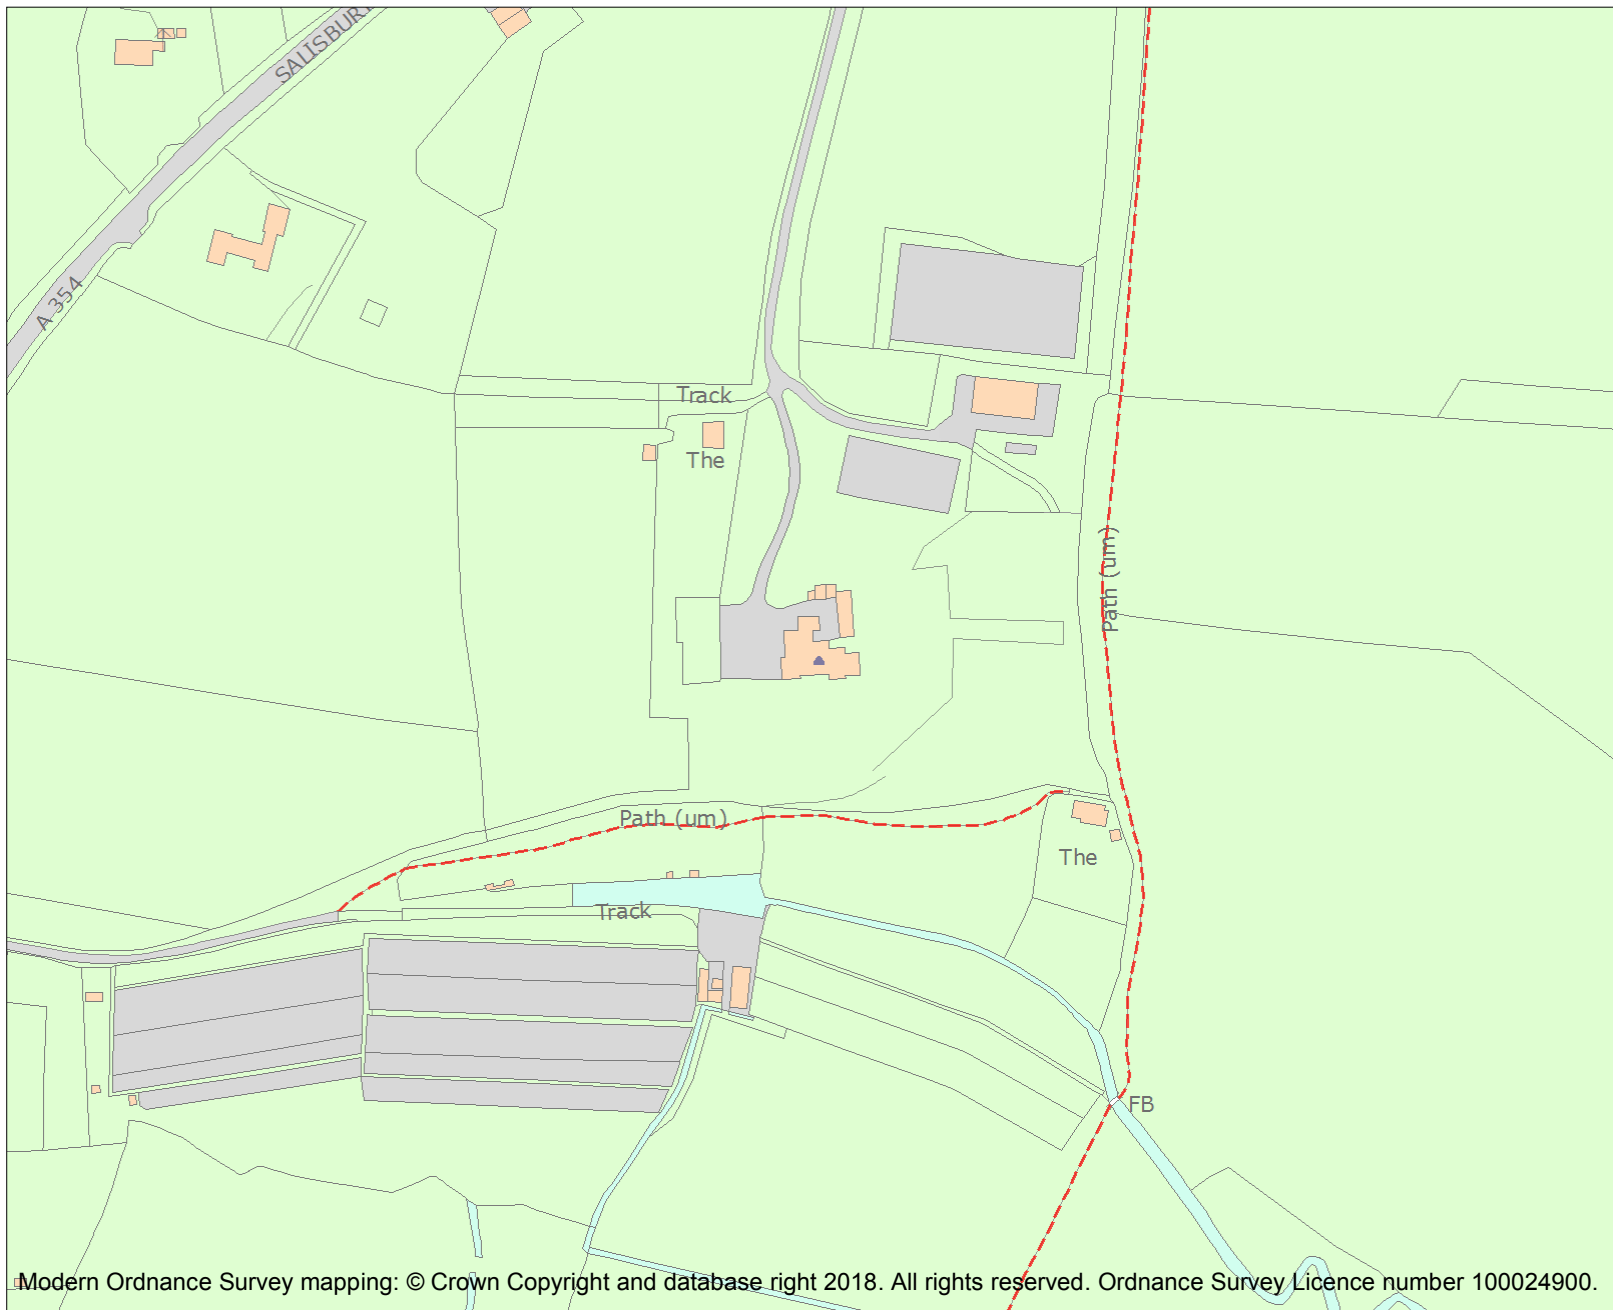 SALISBURY
A 354
Track
The
Path (um)
Path (um)
The
Track
FB
Modern Ordnance Survey mapping: © Crown Copyright and database right 2018. All rights reserved. Ordnance Survey Licence number 100024900.